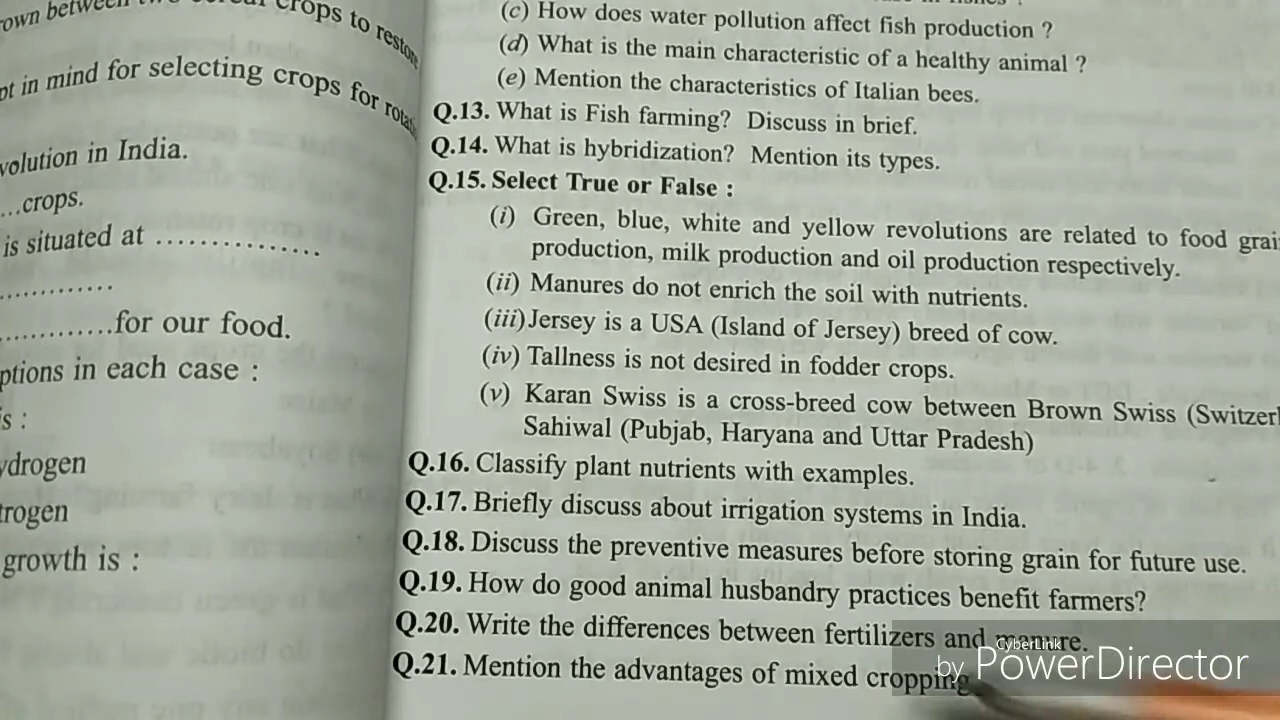 own between
crops to restore
pt in mind for selecting crops for
volution in India.
...crops.
is situated at ...............
............
............for our food.
ptions in each case :
is :
ydrogen
trogen
growth is :
(c) How does water pollution affect fish production ?
(d) What is the main characteristic of a healthy animal ?
(e) Mention the characteristics of Italian bees.
Q.13. What is Fish farming? Discuss in brief.
Q.14. What is hybridization? Mention its types.
Q.15. Select True or False :
(i) Green, blue, white and yellow revolutions are related to food grai
production, milk production and oil production respectively.
(ii) Manures do not enrich the soil with nutrients.
(iii) Jersey is a USA (Island of Jersey) breed of cow.
(iv) Tallness is not desired in fodder crops.
(v) Karan Swiss is a cross-breed cow between Brown Swiss (Switzerl
Sahiwal (Pubjab, Haryana and Uttar Pradesh)
Q.16. Classify plant nutrients with examples.
Q.17. Briefly discuss about irrigation systems in India.
Q.18. Discuss the preventive measures before storing grain for future use.
Q.19. How do good animal husbandry practices benefit farmers?
Q.20. Write the differences between fertilizers and manure.
Q.21. Mention the advantages of mixed cropping
CyberLink
by PowerDirector